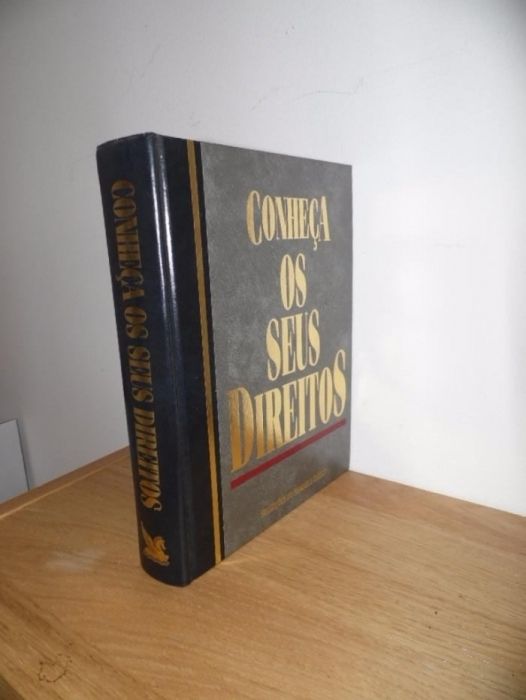 CONHEÇA OS SEUS DIREITOS
CONHEÇA
OS
SEUS
DIREITOS